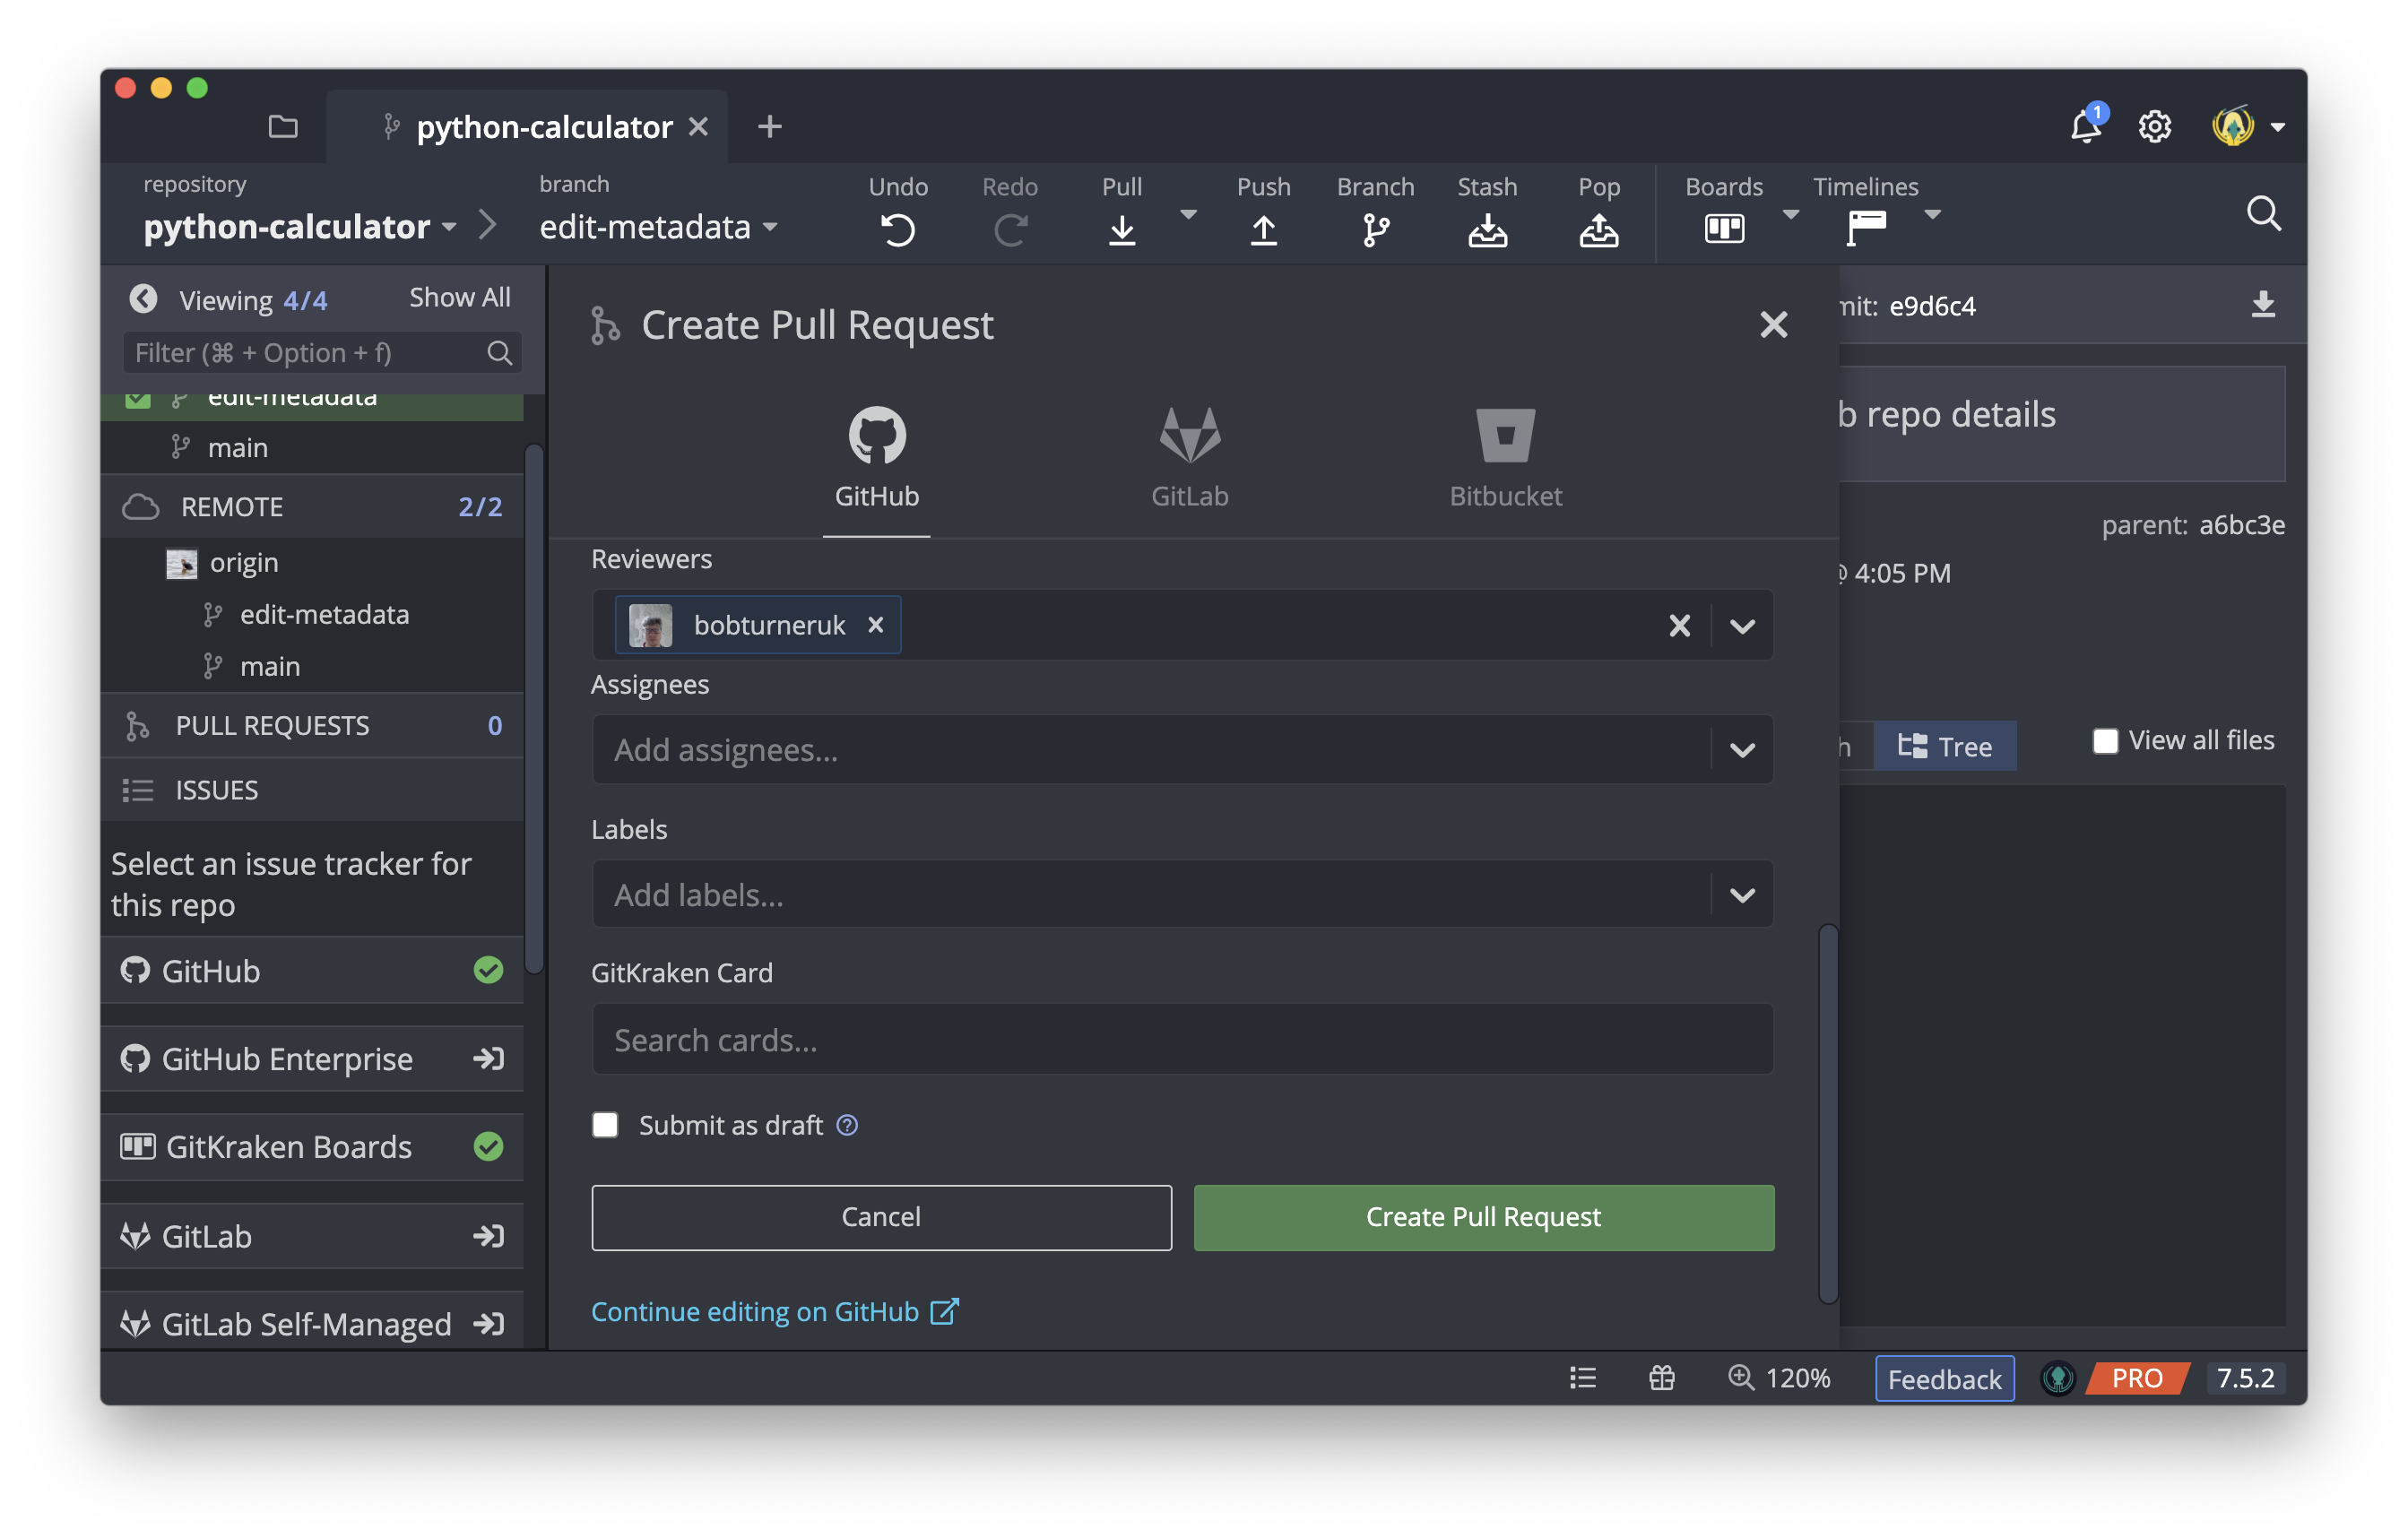 python-calculator
1
repository
python-calculator
branch
edit-metadata
Undo
Redo
Pull
Push
Branch
Stash
Pop
Boards
Timelines
Viewing 4/4
Show All
Filter (⌘ + Option + f)
edit-metadata
main
REMOTE 2/2
origin
edit-metadata
main
PULL REQUESTS 0
ISSUES
Select an issue tracker for
this repo
GitHub
GitHub Enterprise
GitKraken Boards
GitLab
GitLab Self-Managed
Create Pull Request
GitHub
GitLab
Bitbucket
Reviewers
bobturneruk
Assignees
Add assignees...
Labels
Add labels...
GitKraken Card
Search cards...
Submit as draft
Cancel
Create Pull Request
Continue editing on GitHub
mit: e9d6c4
b repo details
parent: a6bc3e
@ 4:05 PM
h
Tree
View all files
120%
Feedback
PRO
7.5.2